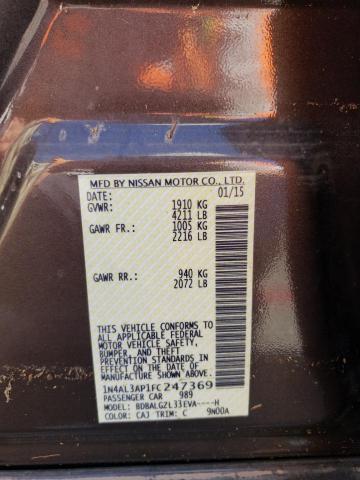 MFD BY NISSAN MOTOR CO., LTD.
DATE: 01/15
GVWR: 1910 KG
4211 LB
GAWR FR.: 1005 KG
2216 LB
GAWR RR.: 940 KG
2072 LB
THIS VEHICLE CONFORMS TO
ALL APPLICABLE FEDERAL
MOTOR VEHICLE SAFETY,
BUMPER, AND THEFT
PREVENTION STANDARDS IN
EFFECT ON THE DATE OF
MANUFACTURE SHOWN ABOVE.
1N4AL3AP1FC247369
PASSENGER CAR 989
MODEL: BDBALGZL33EVA----H
COLOR: CAJ TRIM: C 9N00A